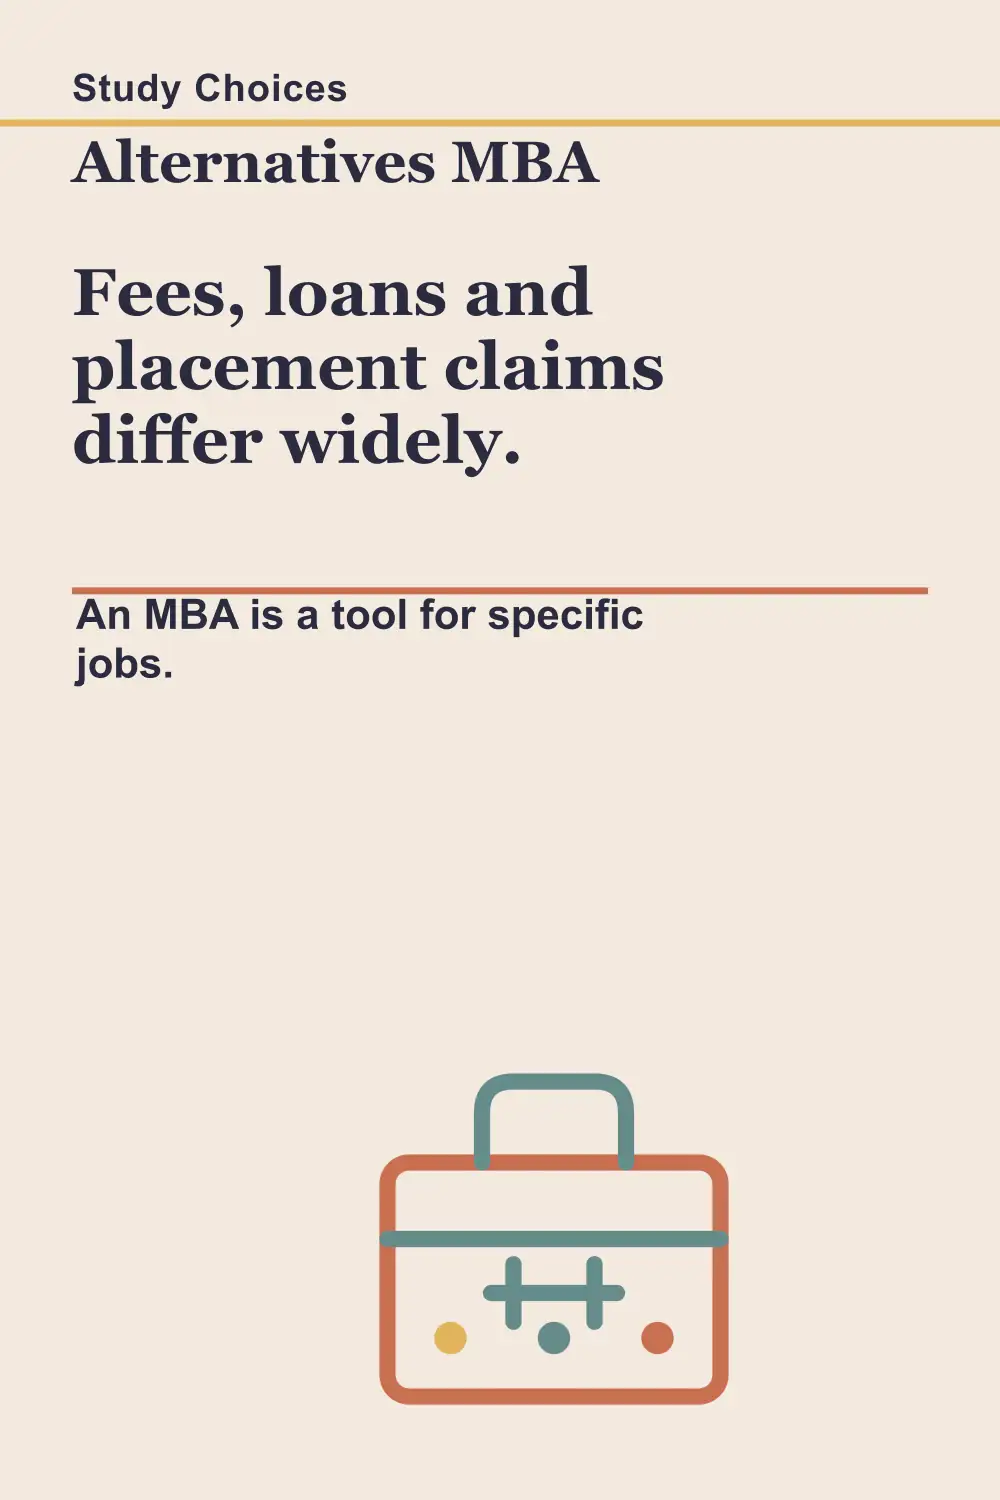 Study Choices
Alternatives MBA
Fees, loans and
placement claims
differ widely.
An MBA is a tool for specific
jobs.